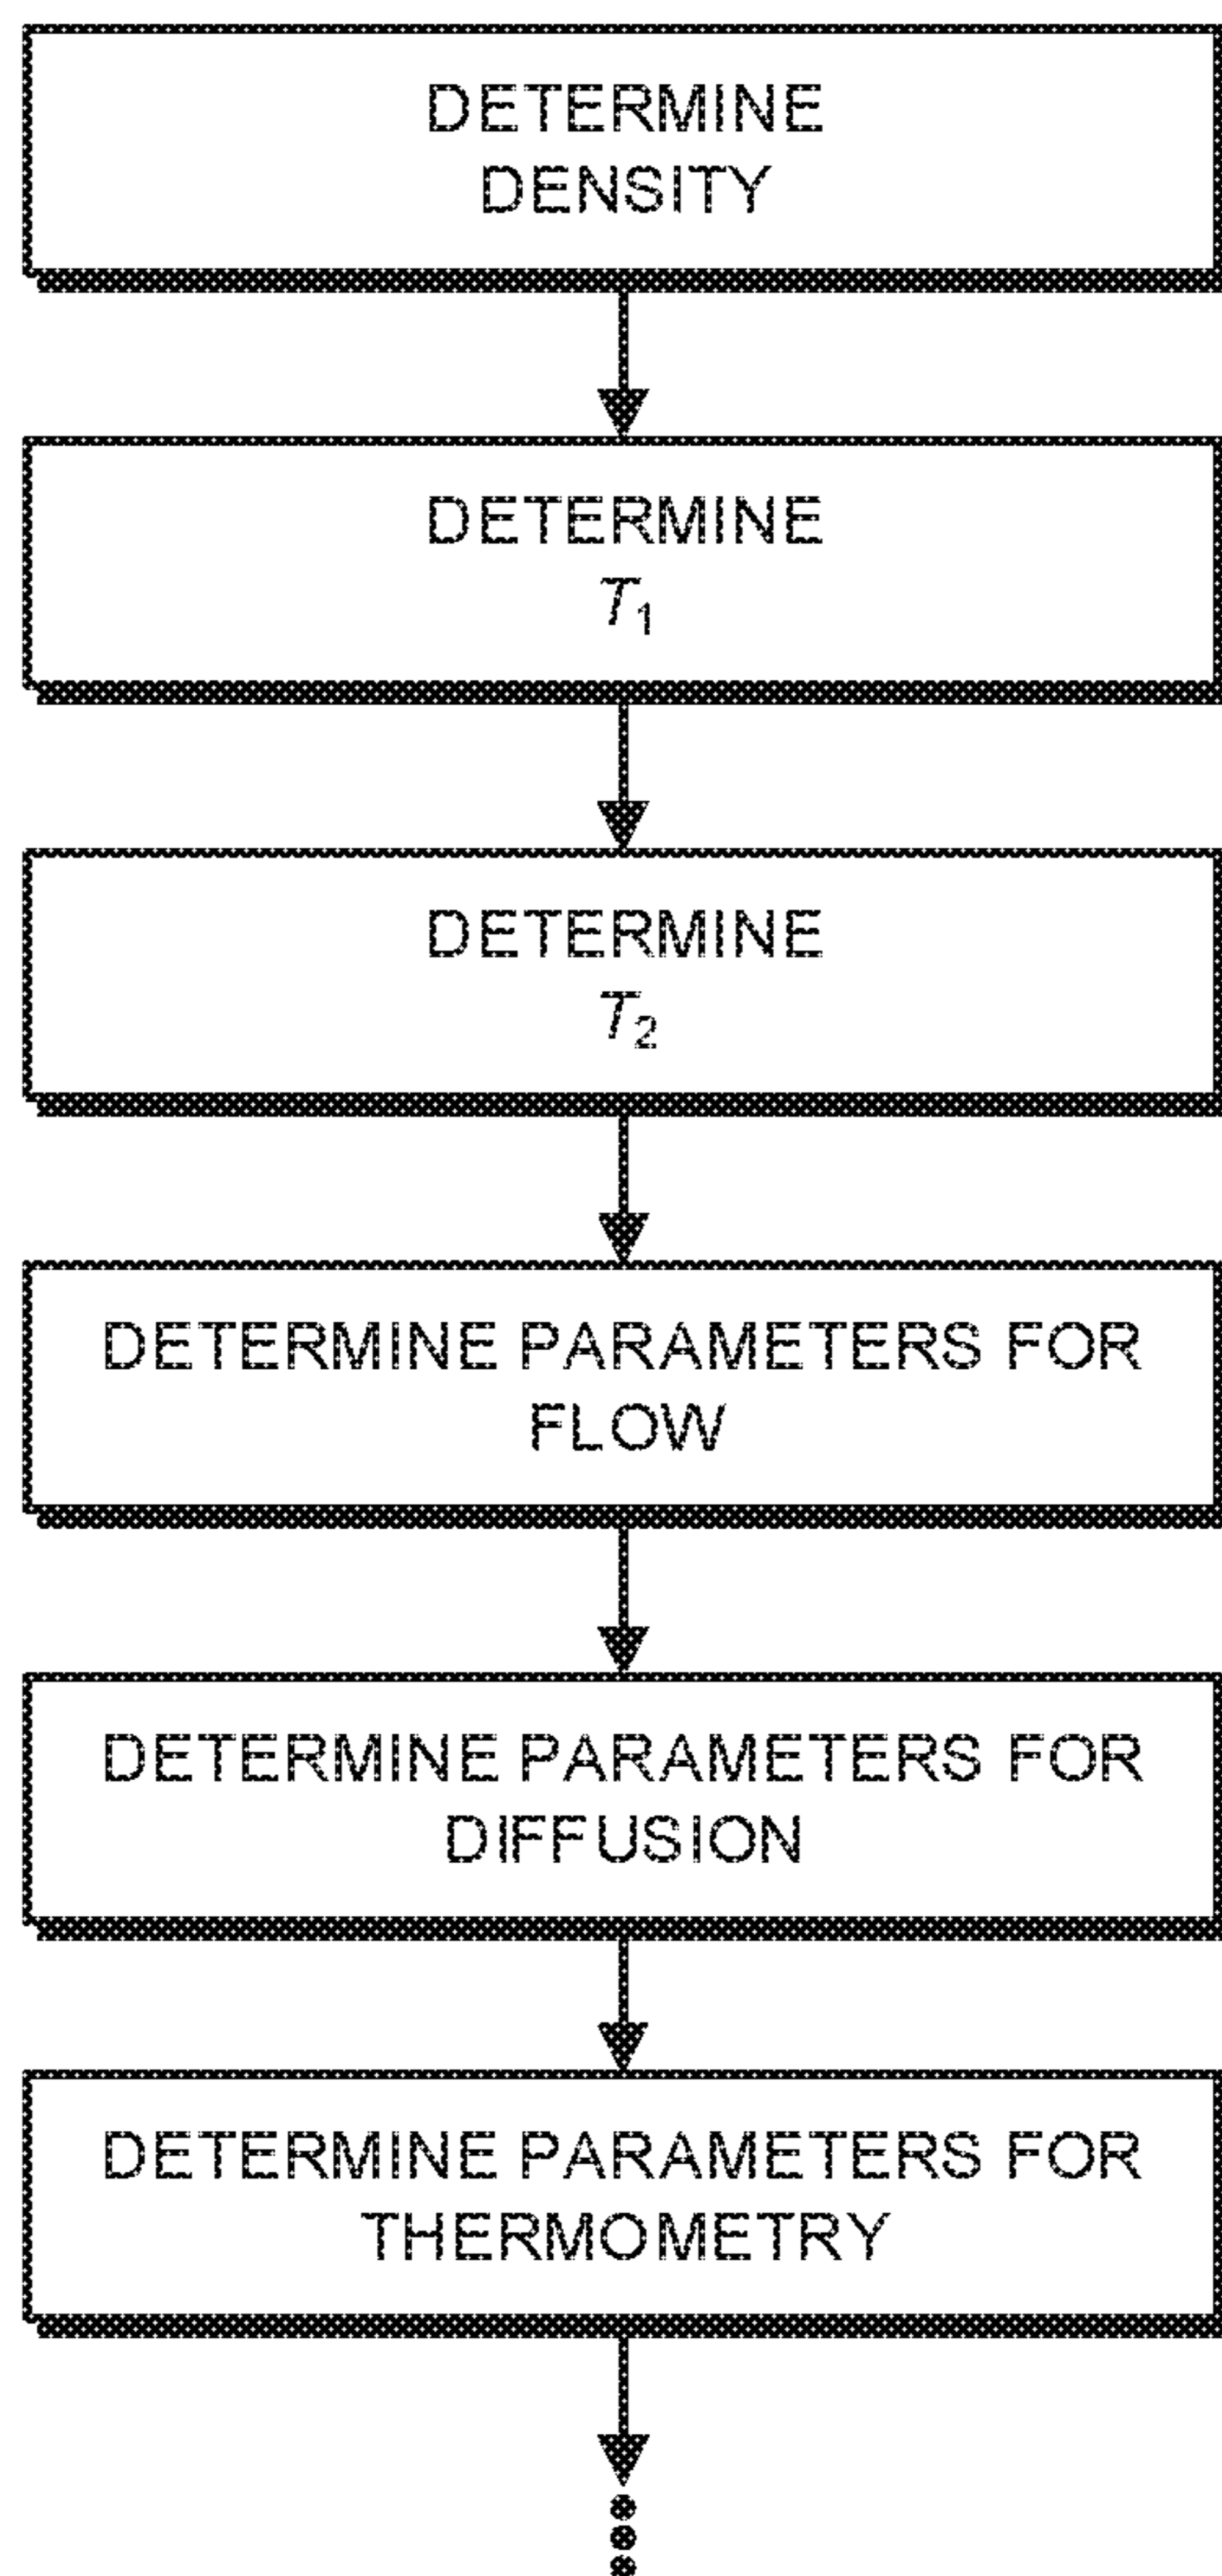 DETERMINE
DENSITY
DETERMINE
T₁
DETERMINE
T₂
DETERMINE PARAMETERS FOR
FLOW
DETERMINE PARAMETERS FOR
DIFFUSION
DETERMINE PARAMETERS FOR
THERMOMETRY